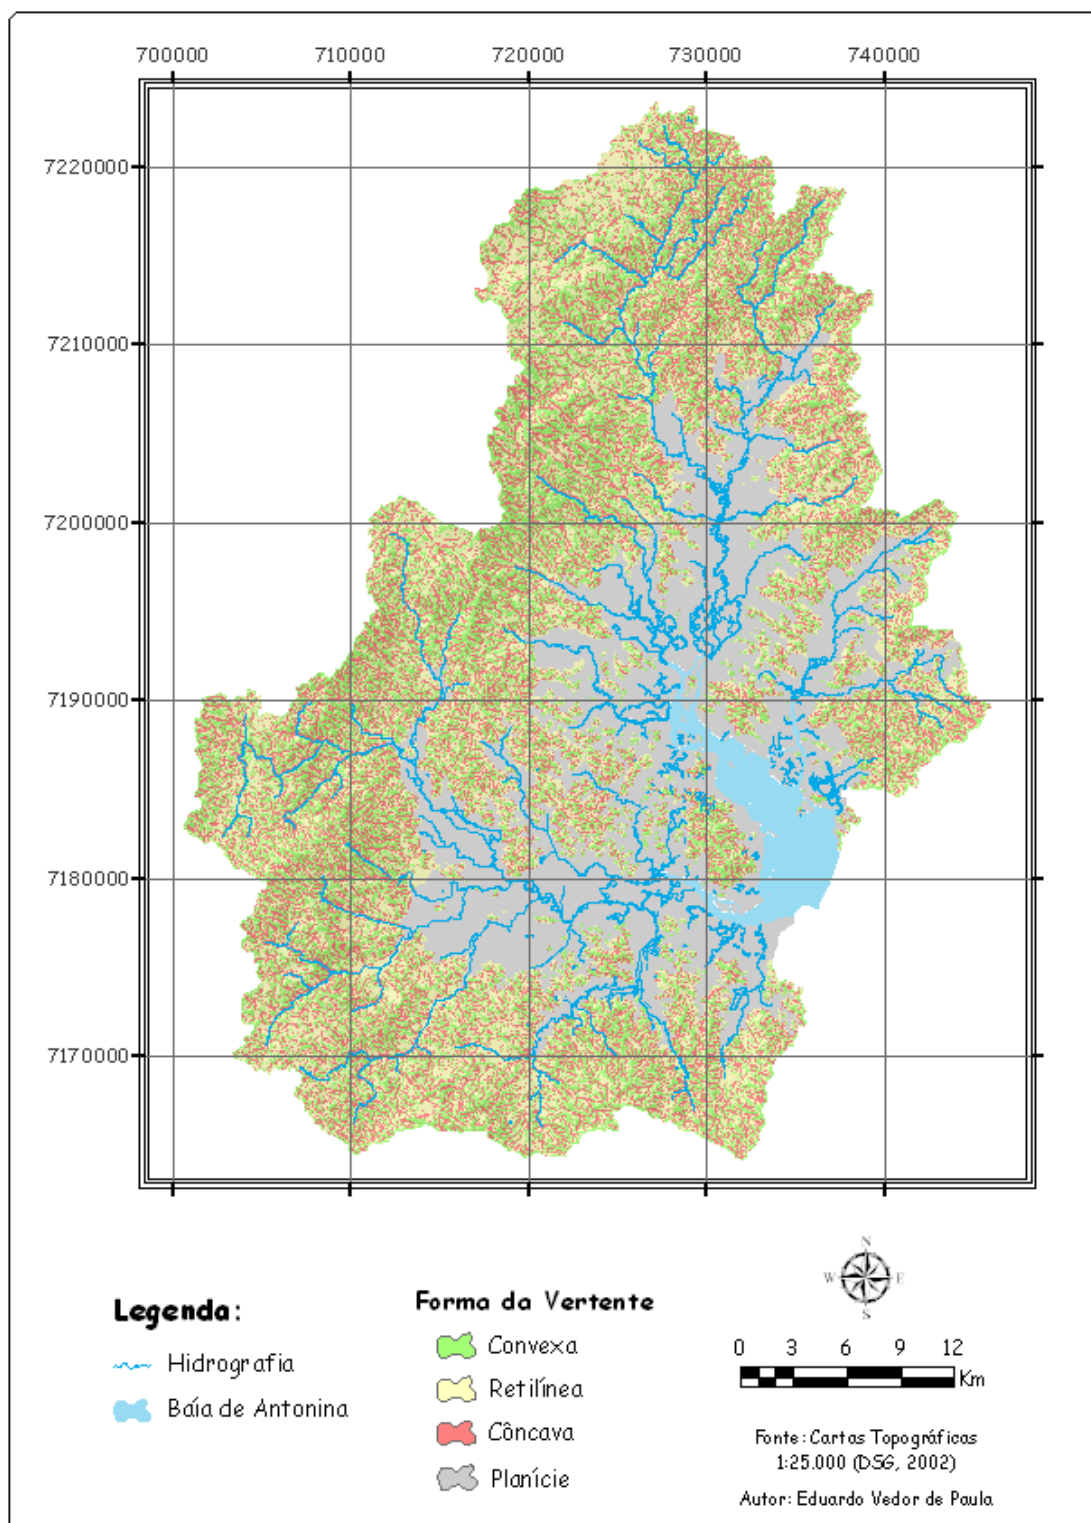 7000000 710000 720000 730000 740000
7220000
7210000
7200000
7190000
7180000
7170000
N
W E
S
Legenda:
Hidrografia
Baía de Antonina
Forma da Vertente
Convexa
Retilínea
Côncava
Planície
0 3 6 9 12
Km
Fonte: Cartas Topográficas
1:25.000 (DSG, 2002)
Autor: Eduardo Vedor de Paula